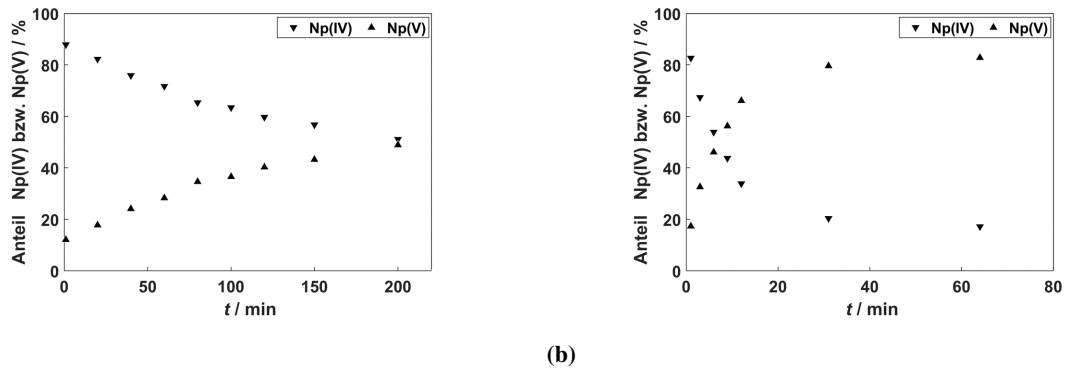 100
80
60
40
20
0
Anteil Np(IV) bzw. Np(V) / %
Np(IV) Np(V)
0 50 100 150 200
t / min
100
80
60
40
20
0
Anteil Np(IV) bzw. Np(V) / %
Np(IV) Np(V)
0 20 40 60 80
t / min
(b)